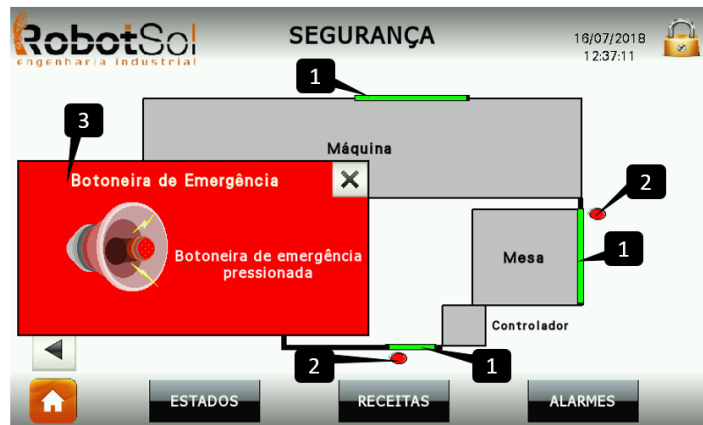 RobotSol
engenharia industrial
SEGURANÇA
16/07/2018
12:37:11
1
3
Máquina
Botoneira de Emergência
2
Botoneira de emergência
pressionada
Mesa
1
Controlador
2
1
ESTADOS
RECEITAS
ALARMES